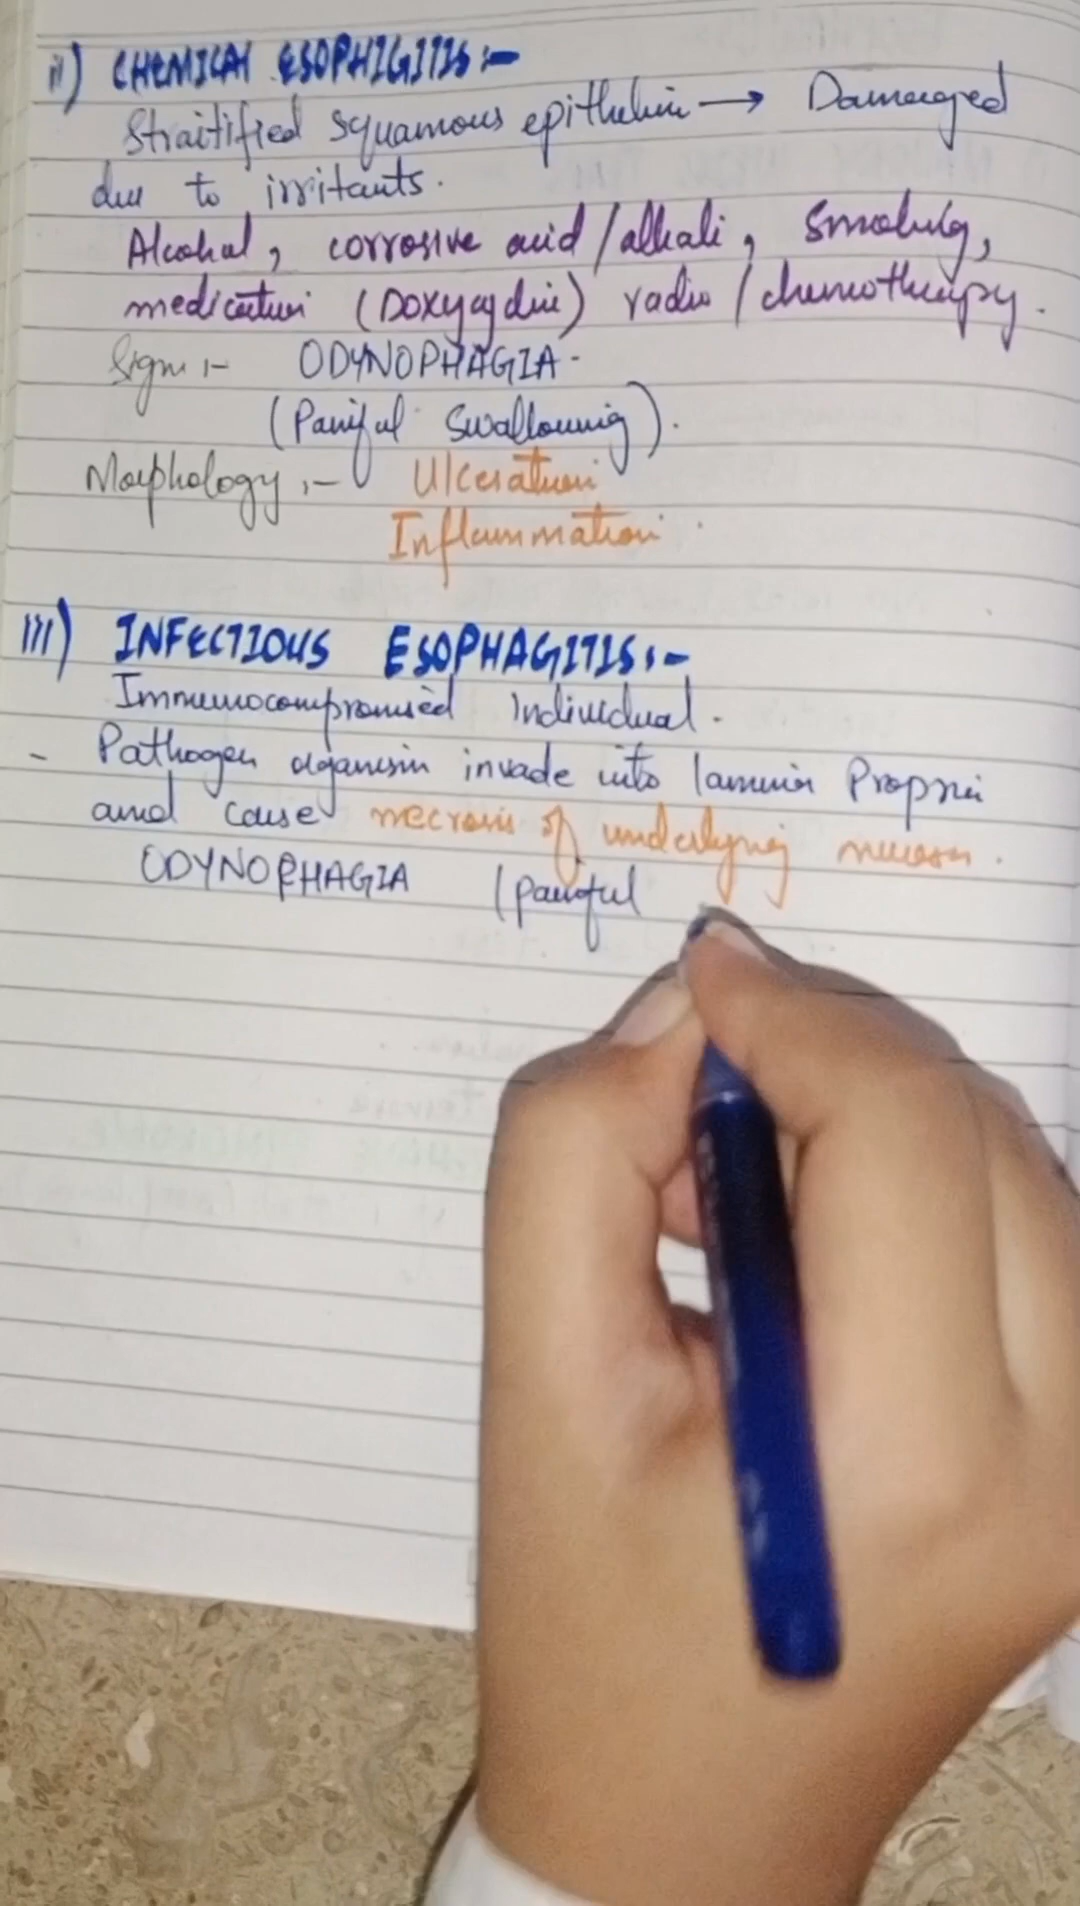 ii) CHEMICAL ESOPHIGITIS:-
Straitified squamous epithelium → Damaged
due to irritants.
Alcohal, corrosive acid/alkali, Smoking,
medication (Doxycycline) radio/chemotherapy.
Sign :- ODYNOPHAGIA-
(Painful Swallowing).
Morphology :- Ulceration
Inflammation
iii) INFECTIOUS ESOPHAGITIS:-
Immunocompromised Individual.
- Pathogen organism invade into lamina Propria
and cause necrosis of underlying mucosa.
ODYNOPHAGIA (painful